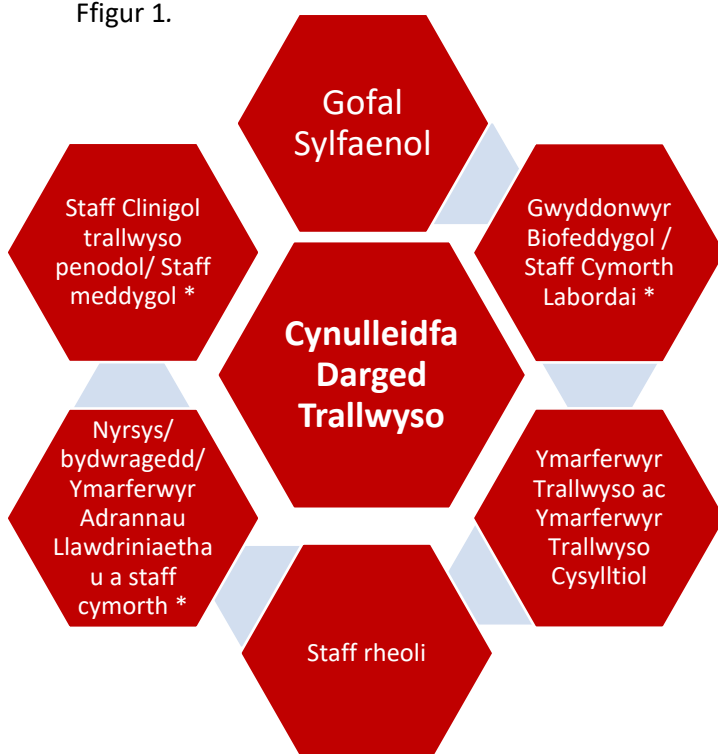 Ffigur 1.
Gofal
Sylfaenol
Staff Clinigol
trallwyso
penodol/ Staff
meddygol *
Gwyddonwyr
Biofeddygol /
Staff Cymorth
Labordai *
Cynulleidfa
Darged
Trallwyso
Nyrsys/
bydwragedd/
Ymarferwyr
Adrannau
Llawdriniaetha
u a staff
cymorth *
Ymarferwyr
Trallwyso ac
Ymarferwyr
Trallwyso
Cysylltiol
Staff rheoli